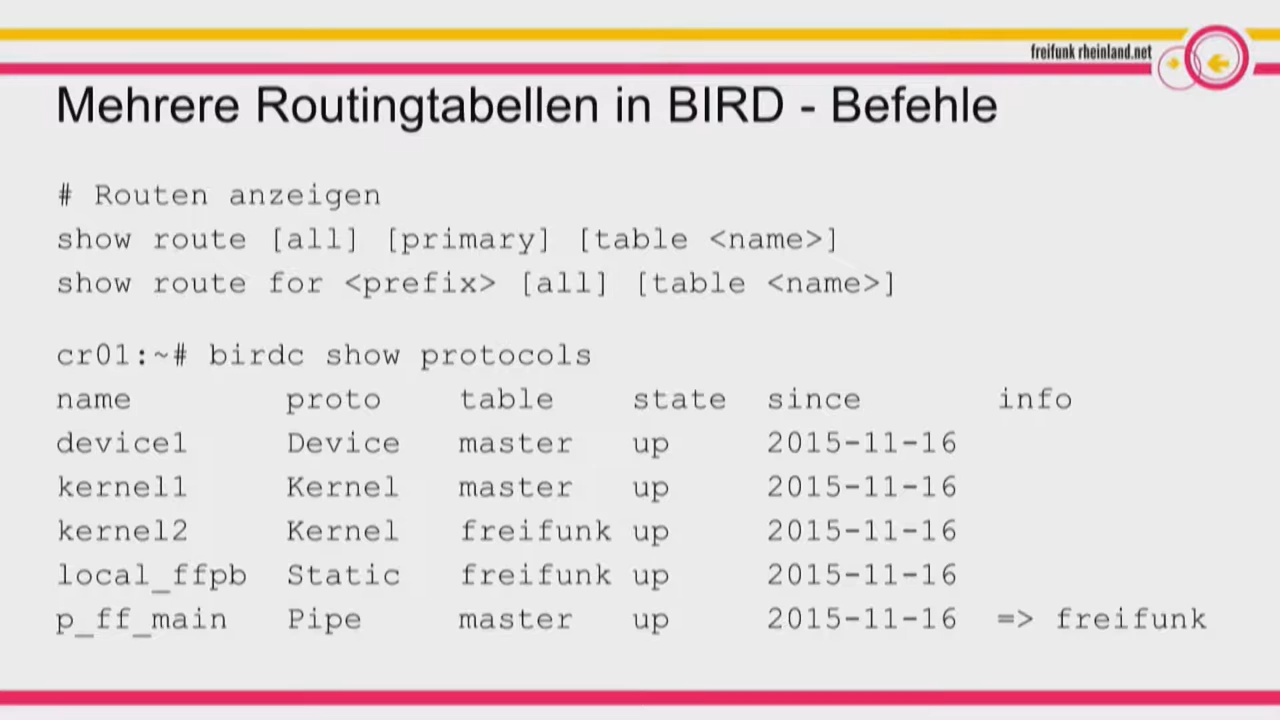 freifunk rheinland.net
Mehrere Routingtabellen in BIRD - Befehle
# Routen anzeigen
show route [all] [primary] [table <name>]
show route for <prefix> [all] [table <name>]
cr01:~# birdc show protocols
name proto table state since info
device1 Device master up 2015-11-16
kernel1 Kernel master up 2015-11-16
kernel2 Kernel freifunk up 2015-11-16
local_ffpb Static freifunk up 2015-11-16
p_ff_main Pipe master up 2015-11-16 => freifunk